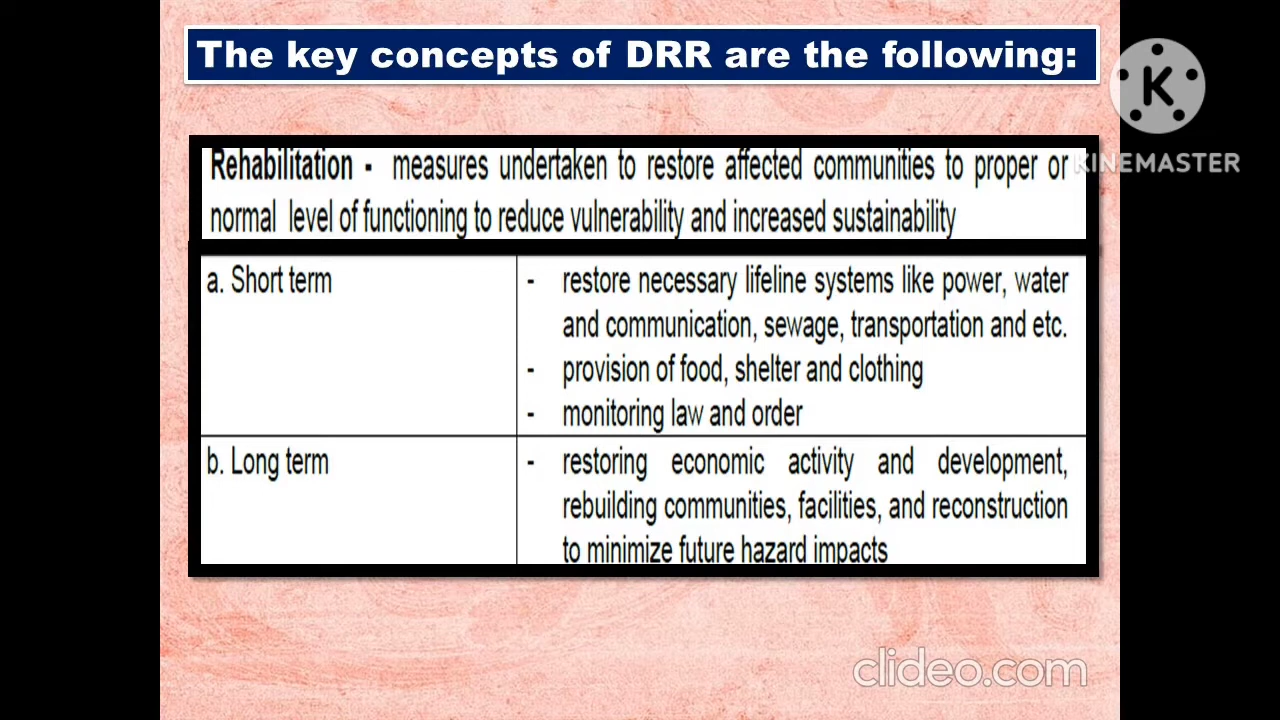 The key concepts of DRR are the following:
K
KINEMASTER
Rehabilitation - measures undertaken to restore affected communities to proper or
normal level of functioning to reduce vulnerability and increased sustainability
a. Short term
- restore necessary lifeline systems like power, water
and communication, sewage, transportation and etc.
- provision of food, shelter and clothing
- monitoring law and order
b. Long term
- restoring economic activity and development,
rebuilding communities, facilities, and reconstruction
to minimize future hazard impacts
clideo.com